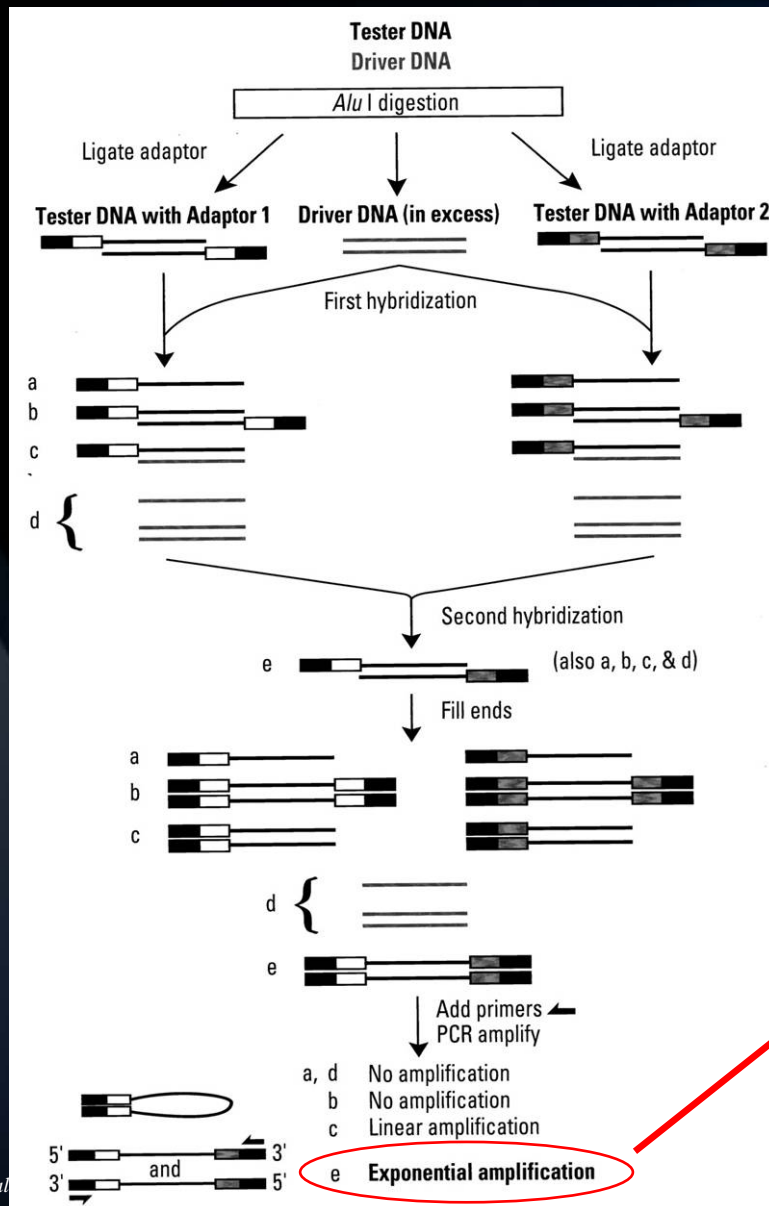 Tester DNA
Driver DNA
Alu I digestion
Ligate adaptor
Ligate adaptor
Tester DNA with Adaptor 1
Driver DNA (in excess)
Tester DNA with Adaptor 2
First hybridization
a
b
c
d {
Second hybridization
e
(also a, b, c, & d)
Fill ends
a
b
c
d {
e
Add primers
PCR amplify
a, d No amplification
b No amplification
c Linear amplification
e Exponential amplification
5' 3'
and
3' 5'